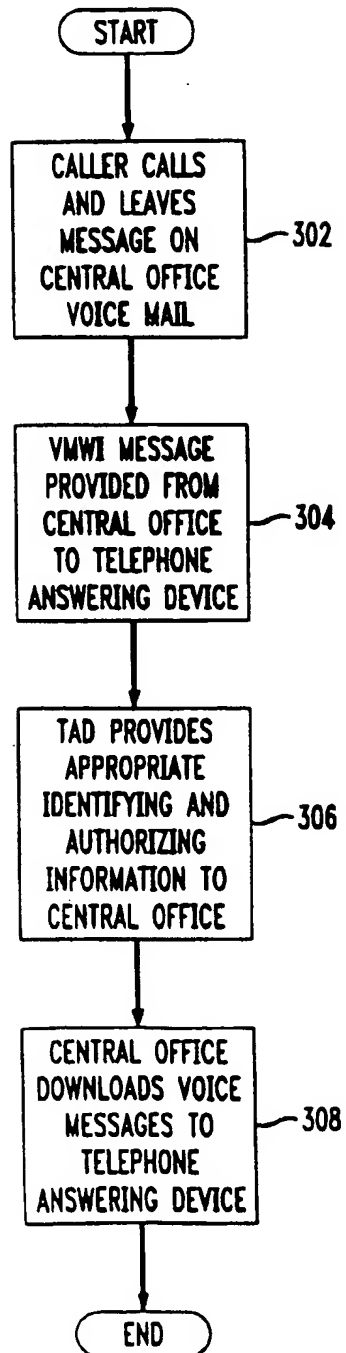 START
CALLER CALLS
AND LEAVES
MESSAGE ON
CENTRAL OFFICE
VOICE MAIL
302
VMWI MESSAGE
PROVIDED FROM
CENTRAL OFFICE
TO TELEPHONE
ANSWERING DEVICE
304
TAD PROVIDES
APPROPRIATE
IDENTIFYING AND
AUTHORIZING
INFORMATION TO
CENTRAL OFFICE
306
CENTRAL OFFICE
DOWNLOADS VOICE
MESSAGES TO
TELEPHONE
ANSWERING DEVICE
308
END